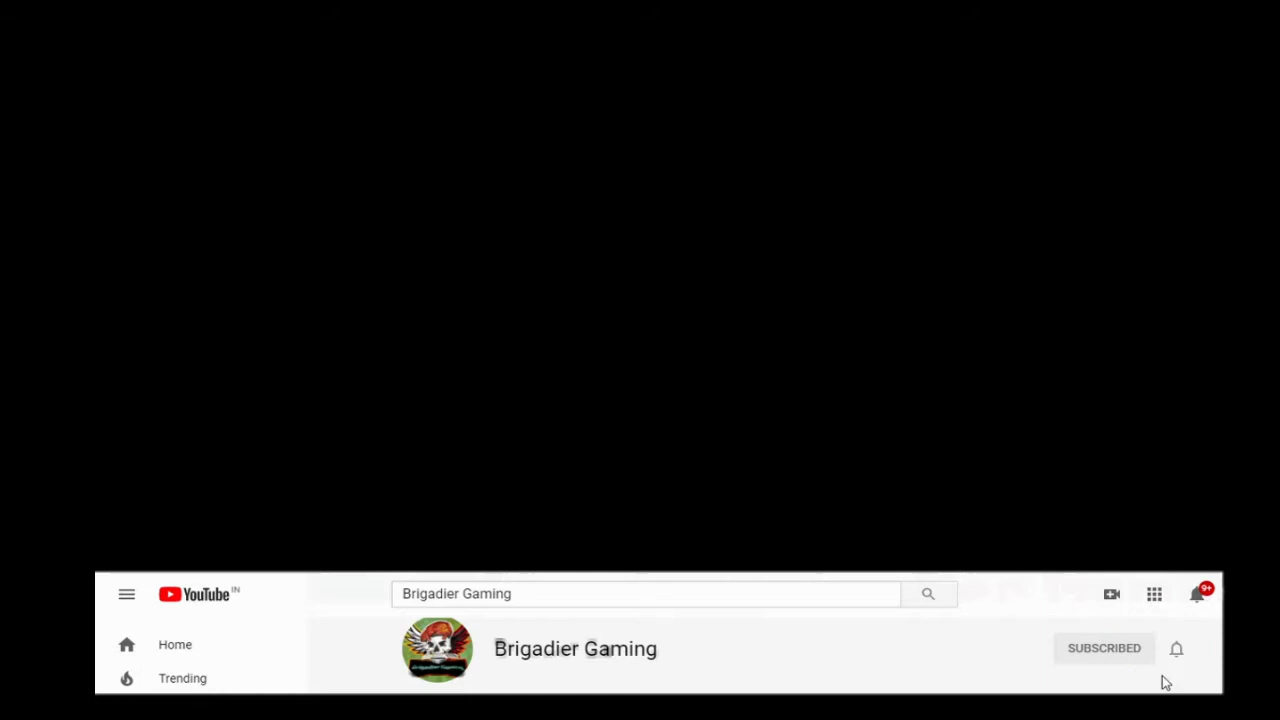 YouTube IN
Brigadier Gaming
9+
Home
Brigadier Gaming
SUBSCRIBED
Trending